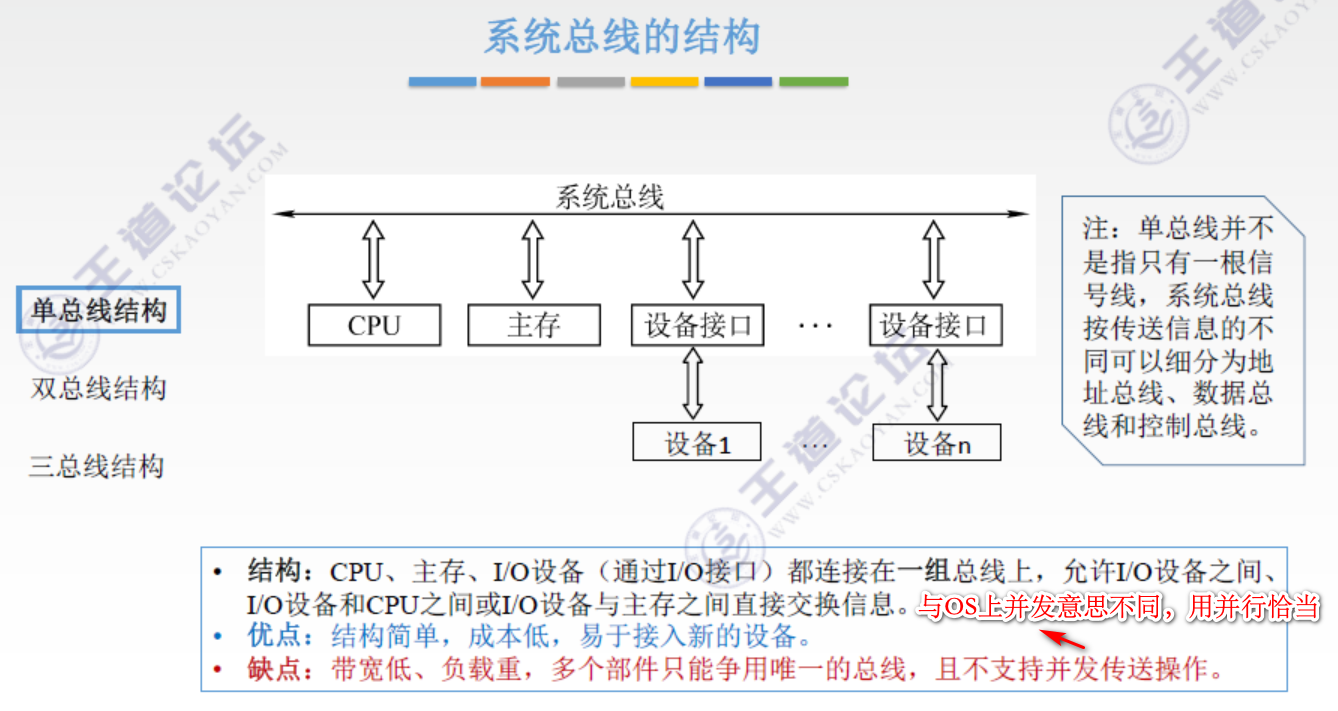 系统总线的结构
系统总线
CPU
主存
设备接口
···
设备接口
设备1
···
设备n
单总线结构
双总线结构
三总线结构
注：单总线并不
是指只有一根信
号线，系统总线
按传送信息的不
同可以细分为地
址总线、数据总
线和控制总线。
• 结构：CPU、主存、I/O设备（通过I/O接口）都连接在一组总线上，允许I/O设备之间、
I/O设备和CPU之间或I/O设备与主存之间直接交换信息。
与OS上并发意思不同，用并行恰当
• 优点：结构简单，成本低，易于接入新的设备。
• 缺点：带宽低、负载重，多个部件只能争用唯一的总线，且不支持并发传送操作。
王道论坛
WWW.CSKAOYAN.COM
王道论坛
WWW.CSKAOYAN.COM
王道
WWW.CSKAOY